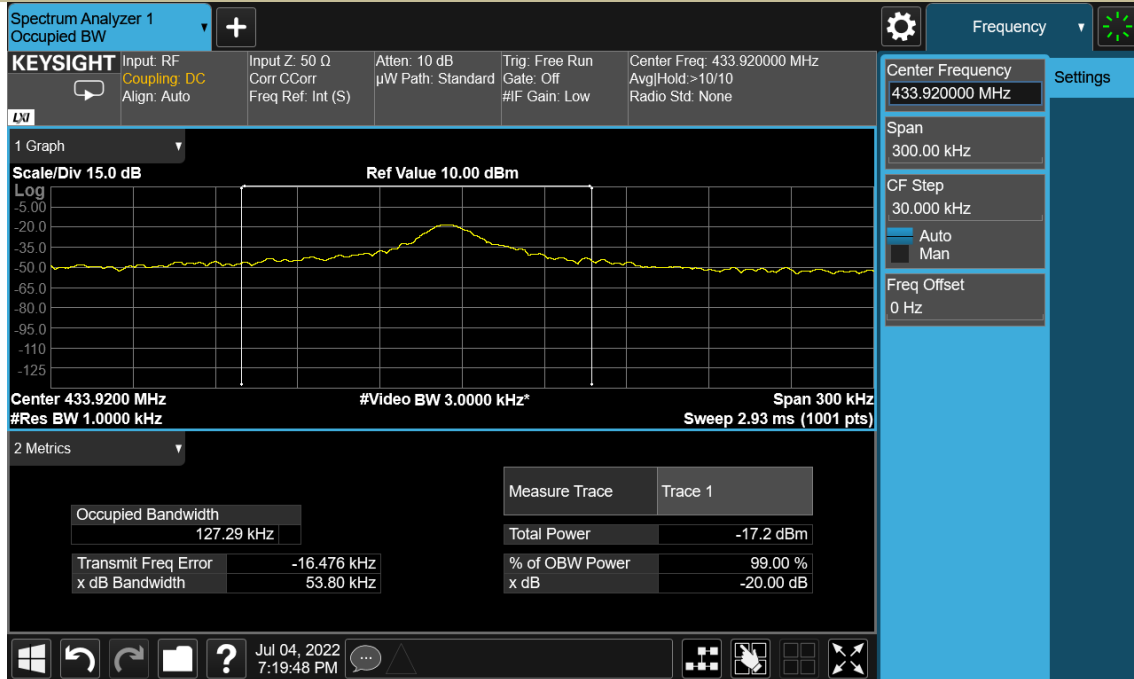 Spectrum Analyzer 1
Occupied BW
+
Frequency
KEYSIGHT
LXI
Input: RF
Coupling: DC
Align: Auto
Input Z: 50 Ω
Corr CCorr
Freq Ref: Int (S)
Atten: 10 dB
µW Path: Standard
Trig: Free Run
Gate: Off
#IF Gain: Low
Center Freq: 433.920000 MHz
Avg|Hold:>10/10
Radio Std: None
Center Frequency
433.920000 MHz
Settings
Span
300.00 kHz
CF Step
30.000 kHz
Auto
Man
Freq Offset
0 Hz
1 Graph
Scale/Div 15.0 dB
Ref Value 10.00 dBm
Log
-5.00
-20.0
-35.0
-50.0
-65.0
-80.0
-95.0
-110
-125
Center 433.9200 MHz
#Video BW 3.0000 kHz*
Span 300 kHz
#Res BW 1.0000 kHz
Sweep 2.93 ms (1001 pts)
2 Metrics
Measure Trace Trace 1
Occupied Bandwidth
127.29 kHz
Total Power -17.2 dBm
Transmit Freq Error -16.476 kHz
% of OBW Power 99.00 %
x dB Bandwidth 53.80 kHz
x dB -20.00 dB
?
Jul 04, 2022
7:19:48 PM